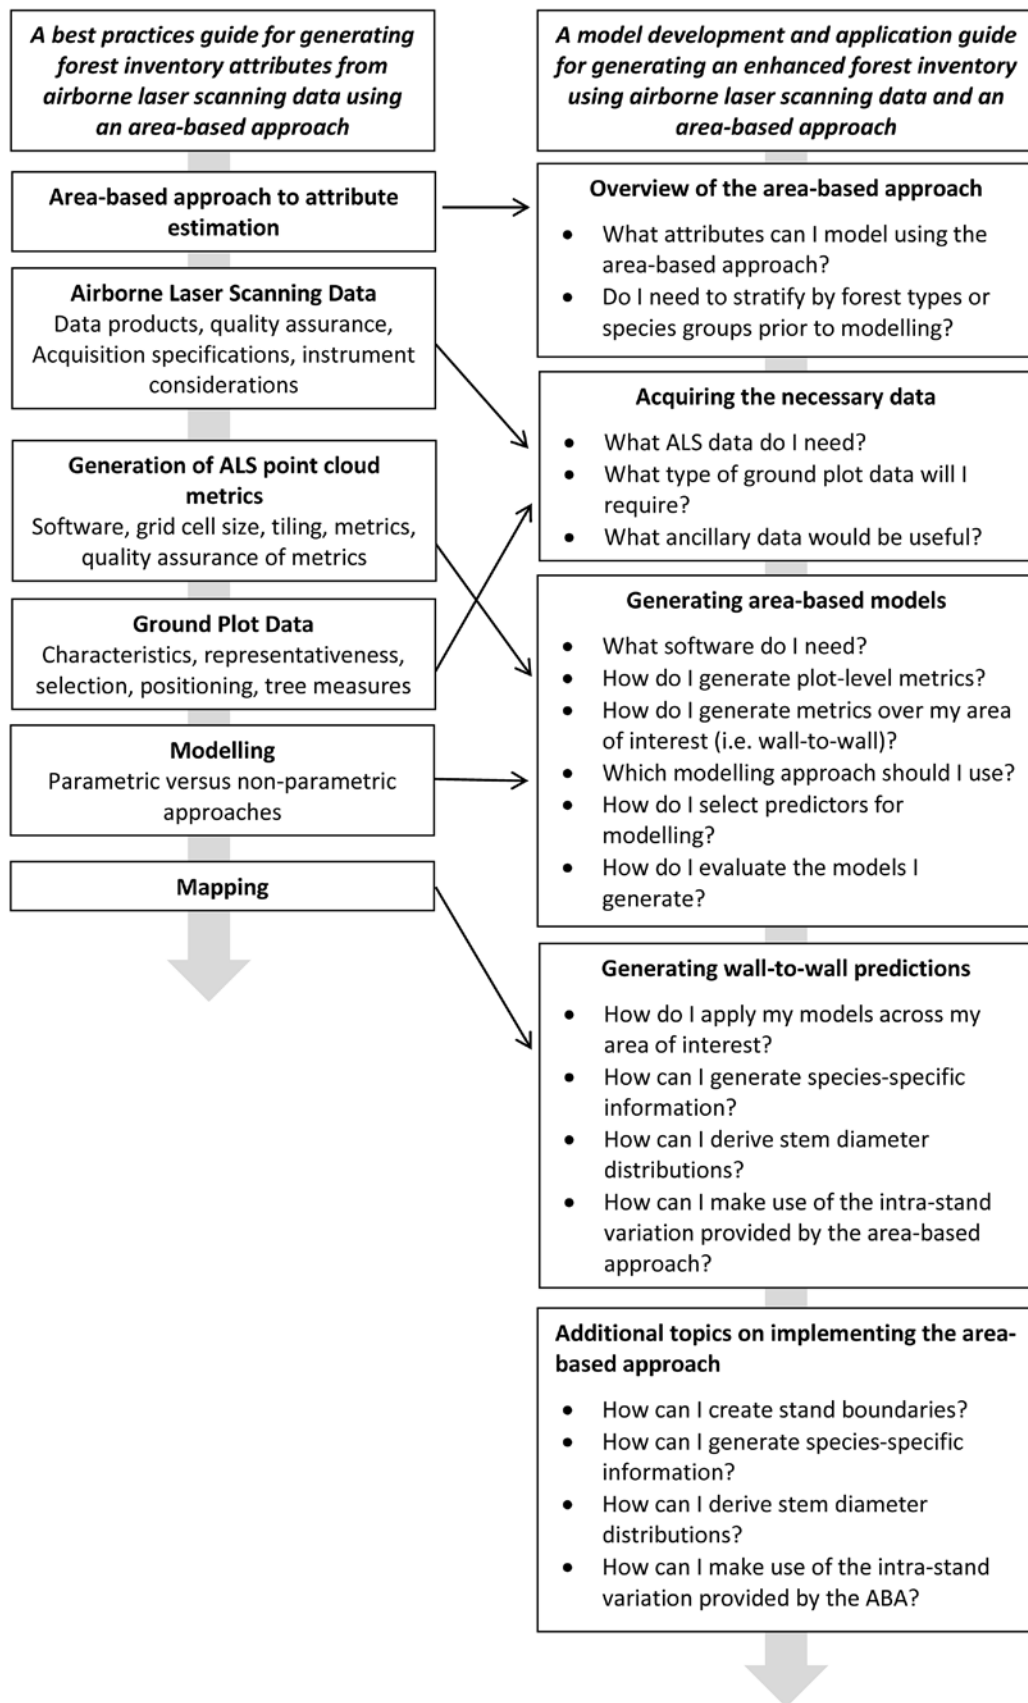 A best practices guide for generating
forest inventory attributes from
airborne laser scanning data using
an area-based approach
Area-based approach to attribute
estimation
Airborne Laser Scanning Data
Data products, quality assurance,
Acquisition specifications, instrument
considerations
Generation of ALS point cloud
metrics
Software, grid cell size, tiling, metrics,
quality assurance of metrics
Ground Plot Data
Characteristics, representativeness,
selection, positioning, tree measures
Modelling
Parametric versus non-parametric
approaches
Mapping
A model development and application guide
for generating an enhanced forest inventory
using airborne laser scanning data and an
area-based approach
Overview of the area-based approach
• What attributes can I model using the
area-based approach?
• Do I need to stratify by forest types or
species groups prior to modelling?
Acquiring the necessary data
• What ALS data do I need?
• What type of ground plot data will I
require?
• What ancillary data would be useful?
Generating area-based models
• What software do I need?
• How do I generate plot-level metrics?
• How do I generate metrics over my area
of interest (i.e. wall-to-wall)?
• Which modelling approach should I use?
• How do I select predictors for
modelling?
• How do I evaluate the models I
generate?
Generating wall-to-wall predictions
• How do I apply my models across my
area of interest?
• How can I generate species-specific
information?
• How can I derive stem diameter
distributions?
• How can I make use of the intra-stand
variation provided by the area-based
approach?
Additional topics on implementing the area-
based approach
• How can I create stand boundaries?
• How can I generate species-specific
information?
• How can I derive stem diameter
distributions?
• How can I make use of the intra-stand
variation provided by the ABA?